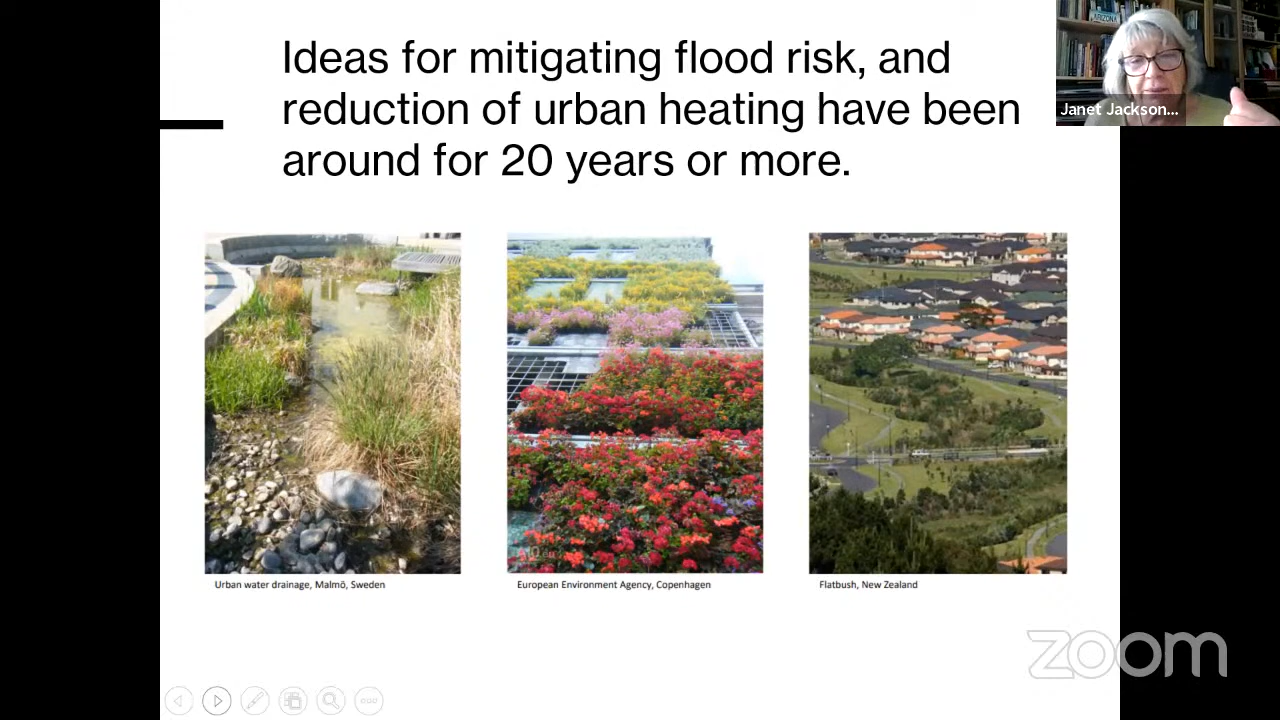 Ideas for mitigating flood risk, and
reduction of urban heating have been
around for 20 years or more.
ARIZONA
Janet Jackson...
Urban water drainage, Malmö, Sweden
European Environment Agency, Copenhagen
Flatbush, New Zealand
zoom